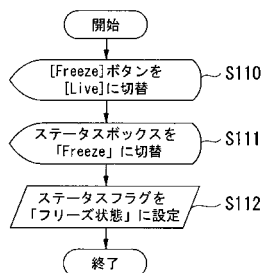 開始
[Freeze]ボタンを
[Live]に切替
S110
ステータスボックスを
「Freeze」に切替
S111
ステータスフラグを
「フリーズ状態」に設定
S112
終了